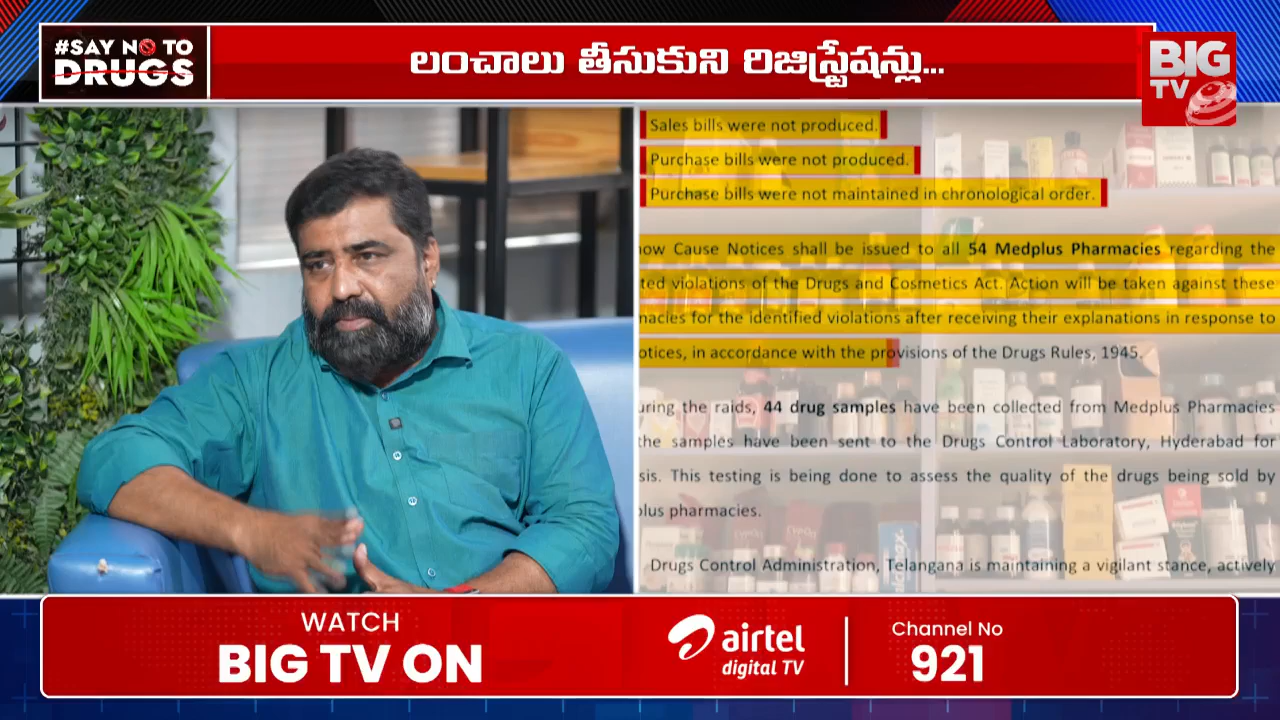 #SAY NO TO
DRUGS
లంచాలు తీసుకుని రిజిస్ట్రేషన్లు...
BIG
TV
Sales bills were not produced.
Purchase bills were not produced.
Purchase bills were not maintained in chronological order.
ow Cause Notices shall be issued to all 54 Medplus Pharmacies regarding the
ted violations of the Drugs and Cosmetics Act. Action will be taken against these
nacies for the identified violations after receiving their explanations in response to
otices, in accordance with the provisions of the Drugs Rules, 1945.
uring the raids, 44 drug samples have been collected from Medplus Pharmacies
the samples have been sent to the Drugs Control Laboratory, Hyderabad for
sis. This testing is being done to assess the quality of the drugs being sold by
plus pharmacies.
Drugs Control Administration, Telangana is maintaining a vigilant stance, actively
WATCH
BIG TV ON
airtel
digital TV
Channel No
921